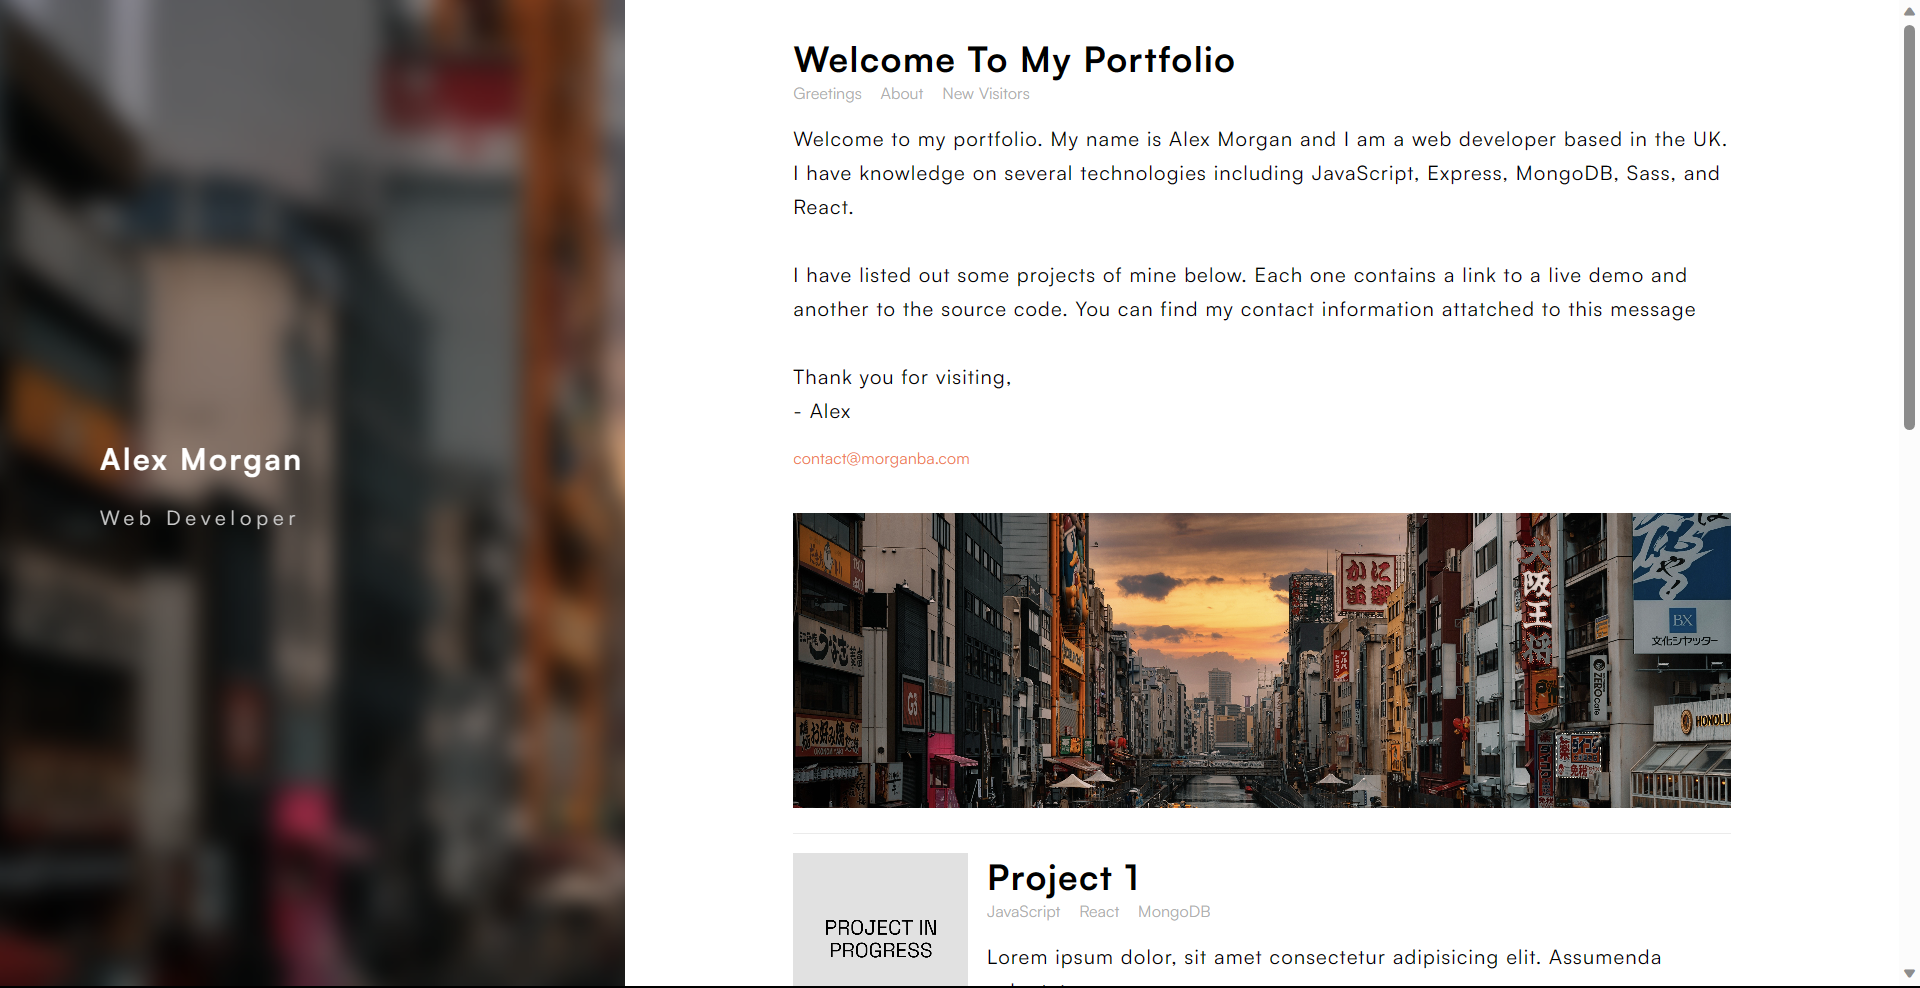 Alex Morgan
Web Developer
Welcome To My Portfolio
Greetings About New Visitors
Welcome to my portfolio. My name is Alex Morgan and I am a web developer based in the UK.
I have knowledge on several technologies including JavaScript, Express, MongoDB, Sass, and
React.
I have listed out some projects of mine below. Each one contains a link to a live demo and
another to the source code. You can find my contact information attatched to this message
Thank you for visiting,
- Alex
contact@morganba.com
かに
道楽
大
阪
王
BX
文化シヤッター
G3
ZERO
Cafe
HONOLU
Project 1
JavaScript React MongoDB
PROJECT IN
PROGRESS
Lorem ipsum dolor, sit amet consectetur adipisicing elit. Assumenda